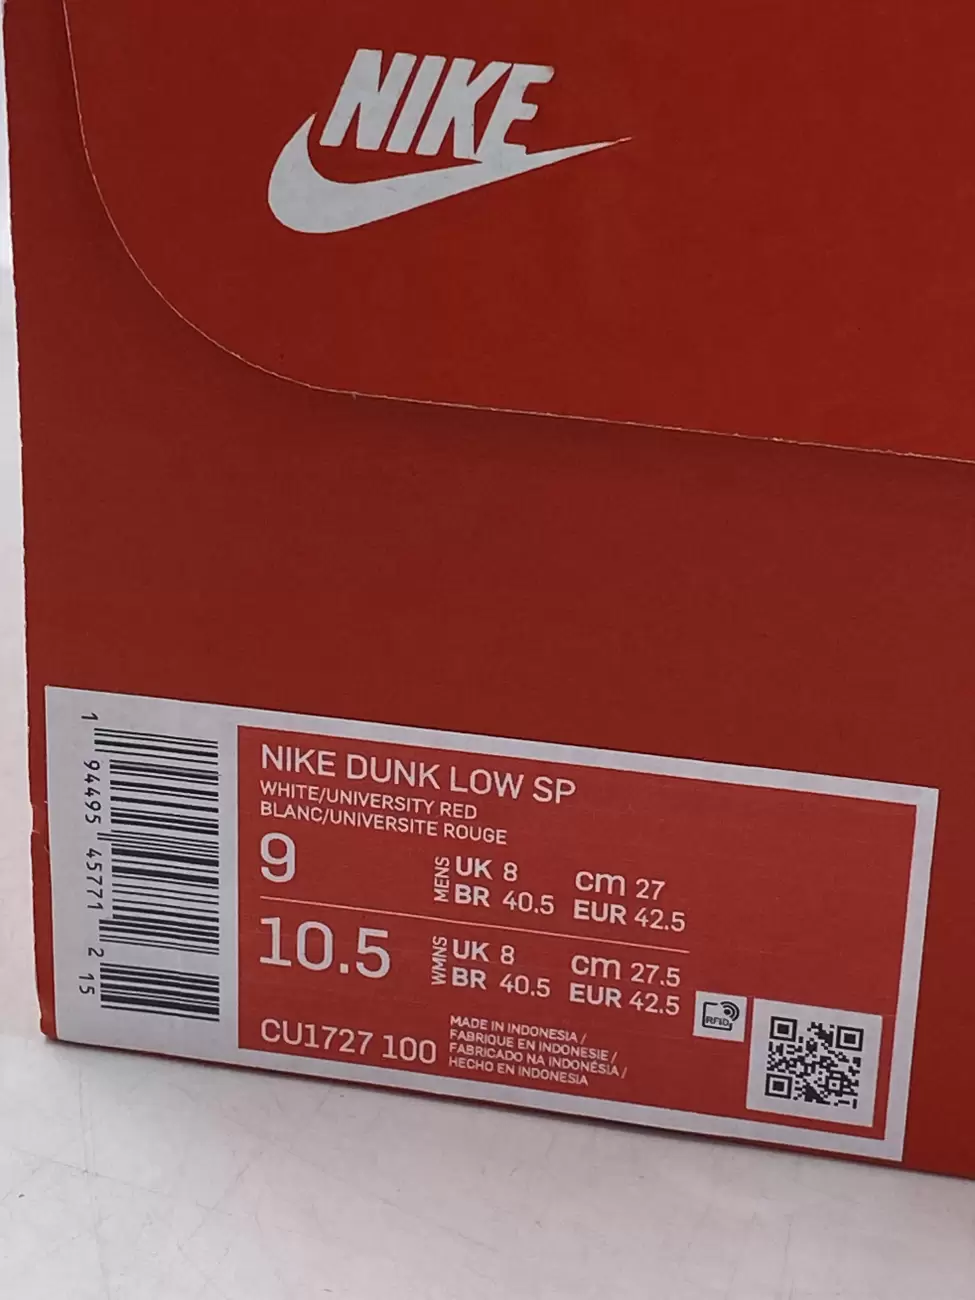 NIKE
1 94495 45771 2 15
NIKE DUNK LOW SP
WHITE/UNIVERSITY RED
BLANC/UNIVERSITE ROUGE
9
MENS
UK 8 cm 27
BR 40.5 EUR 42.5
10.5
WMNS
UK 8 cm 27.5
BR 40.5 EUR 42.5
CU1727 100
MADE IN INDONESIA /
FABRIQUE EN INDONESIE /
FABRICADO NA INDONÉSIA /
HECHO EN INDONESIA
RFID